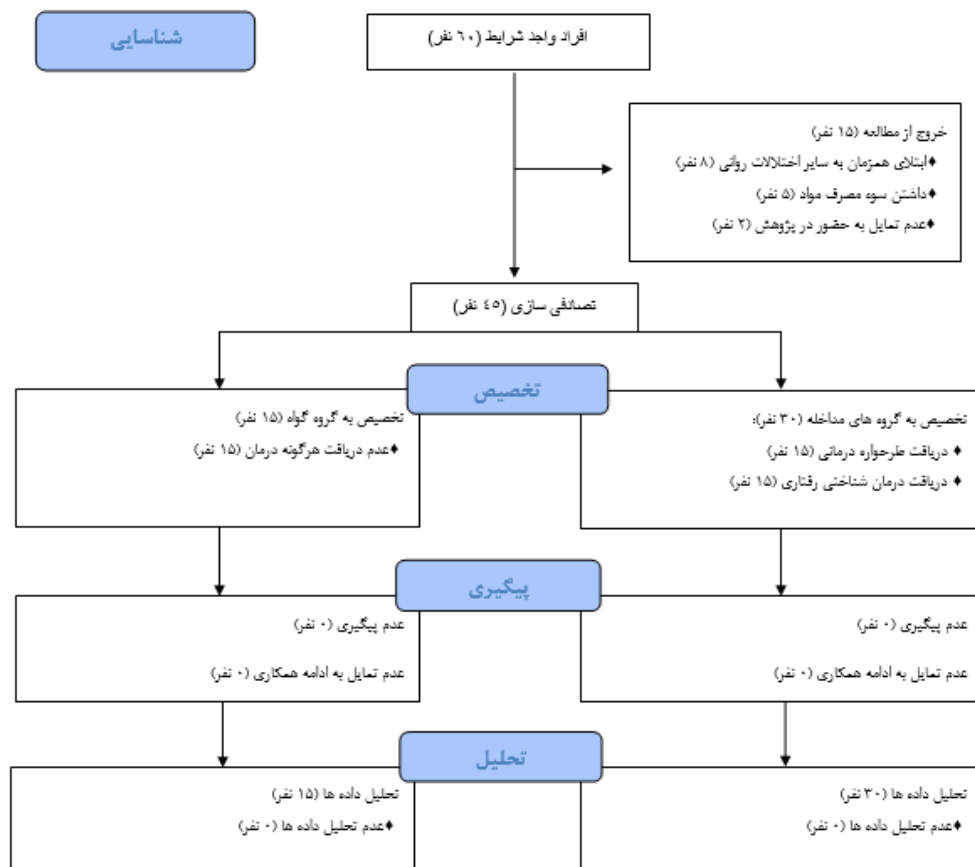 شناسایی
افراد واجد شرایط (٦٠ نفر)
خروج از مطالعه (۱۵ نفر)
♦ابتلای همزمان به سایر اختلالات روانی (۸ نفر)
♦داشتن سوء مصرف مواد (۵ نفر)
♦عدم تمایل به حضور در پژوهش (۲ نفر)
تصادفی سازی (٤٥ نفر)
تخصیص
تخصیص به گروه های مداخله (۳۰ نفر):
♦ دریافت طرحواره درمانی (۱۵ نفر)
♦ دریافت درمان شناختی رفتاری (۱۵ نفر)
تخصیص به گروه گواه (۱۵ نفر)
♦عدم دریافت هرگونه درمان (۱۵ نفر)
پیگیری
عدم پیگیری (۰ نفر)
عدم تمایل به ادامه همکاری (۰ نفر)
عدم پیگیری (۰ نفر)
عدم تمایل به ادامه همکاری (۰ نفر)
تحلیل
تحلیل داده ها (۳۰ نفر)
♦عدم تحلیل داده ها (۰ نفر)
تحلیل داده ها (۱۵ نفر)
♦عدم تحلیل داده ها (۰ نفر)